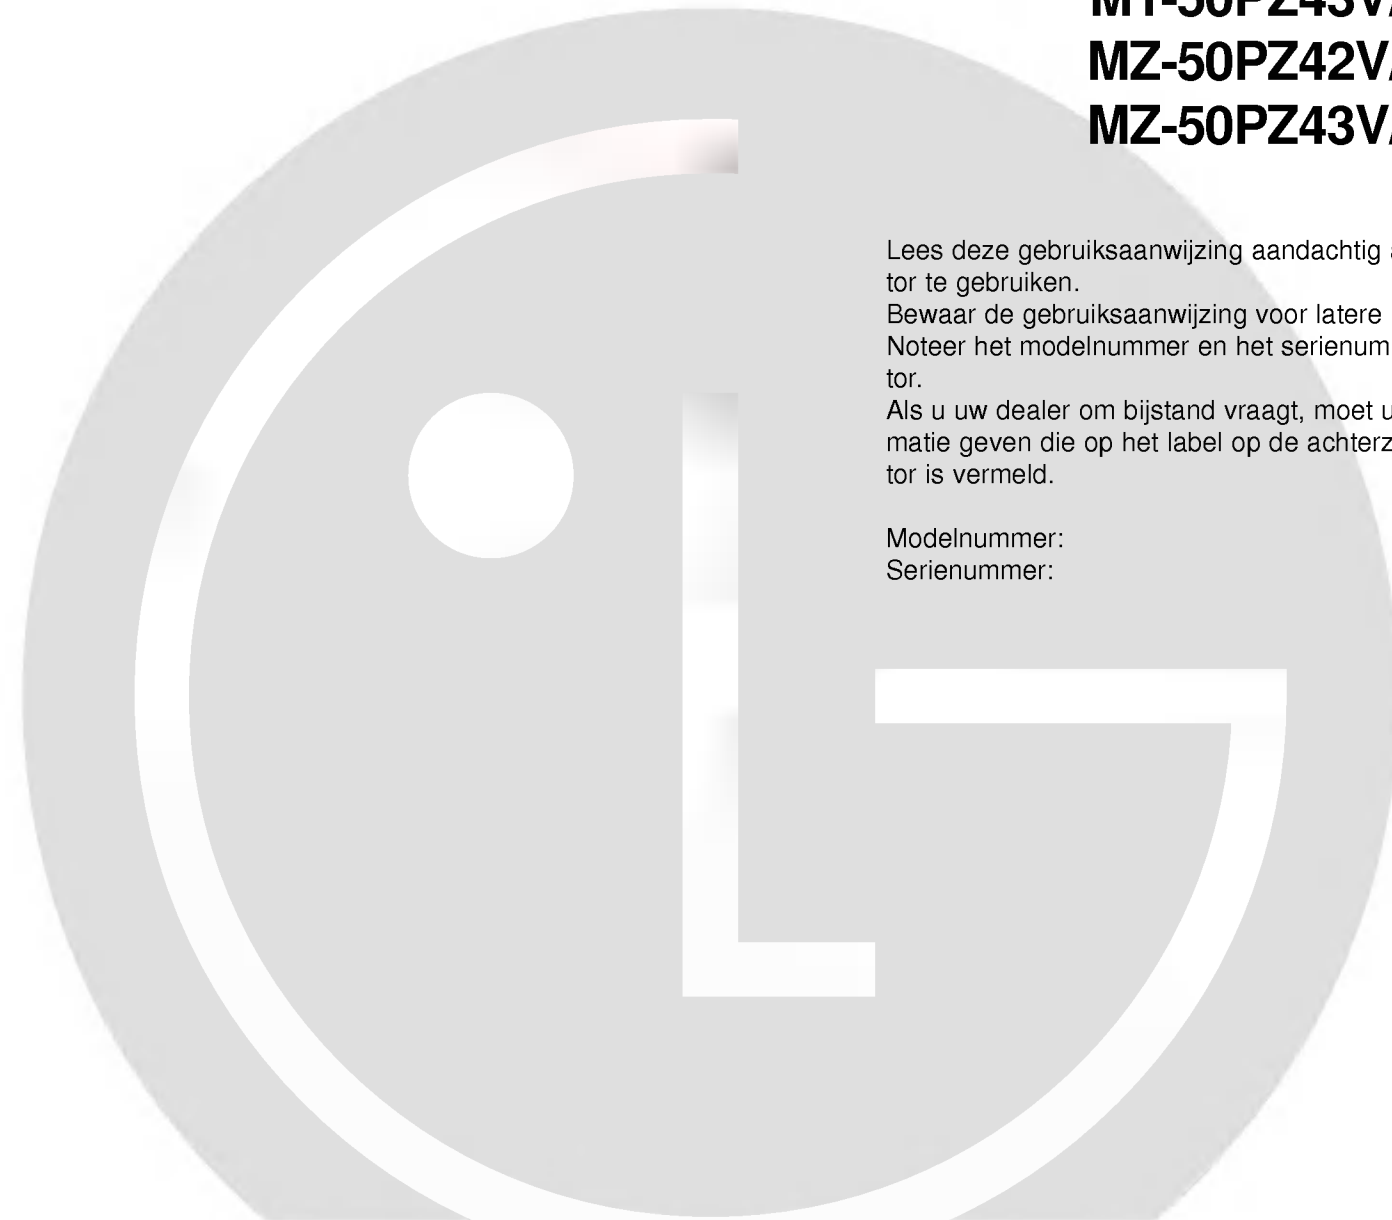 MZ-50PZ42V
MZ-50PZ43V
Lees deze gebruiksaanwijzing aandachtig
tor te gebruiken.
Bewaar de gebruiksaanwijzing voor latere
Noteer het modelnummer en het serienum
tor.
Als u uw dealer om bijstand vraagt, moet u
matie geven die op het label op de achterz
tor is vermeld.
Modelnummer:
Serienummer: